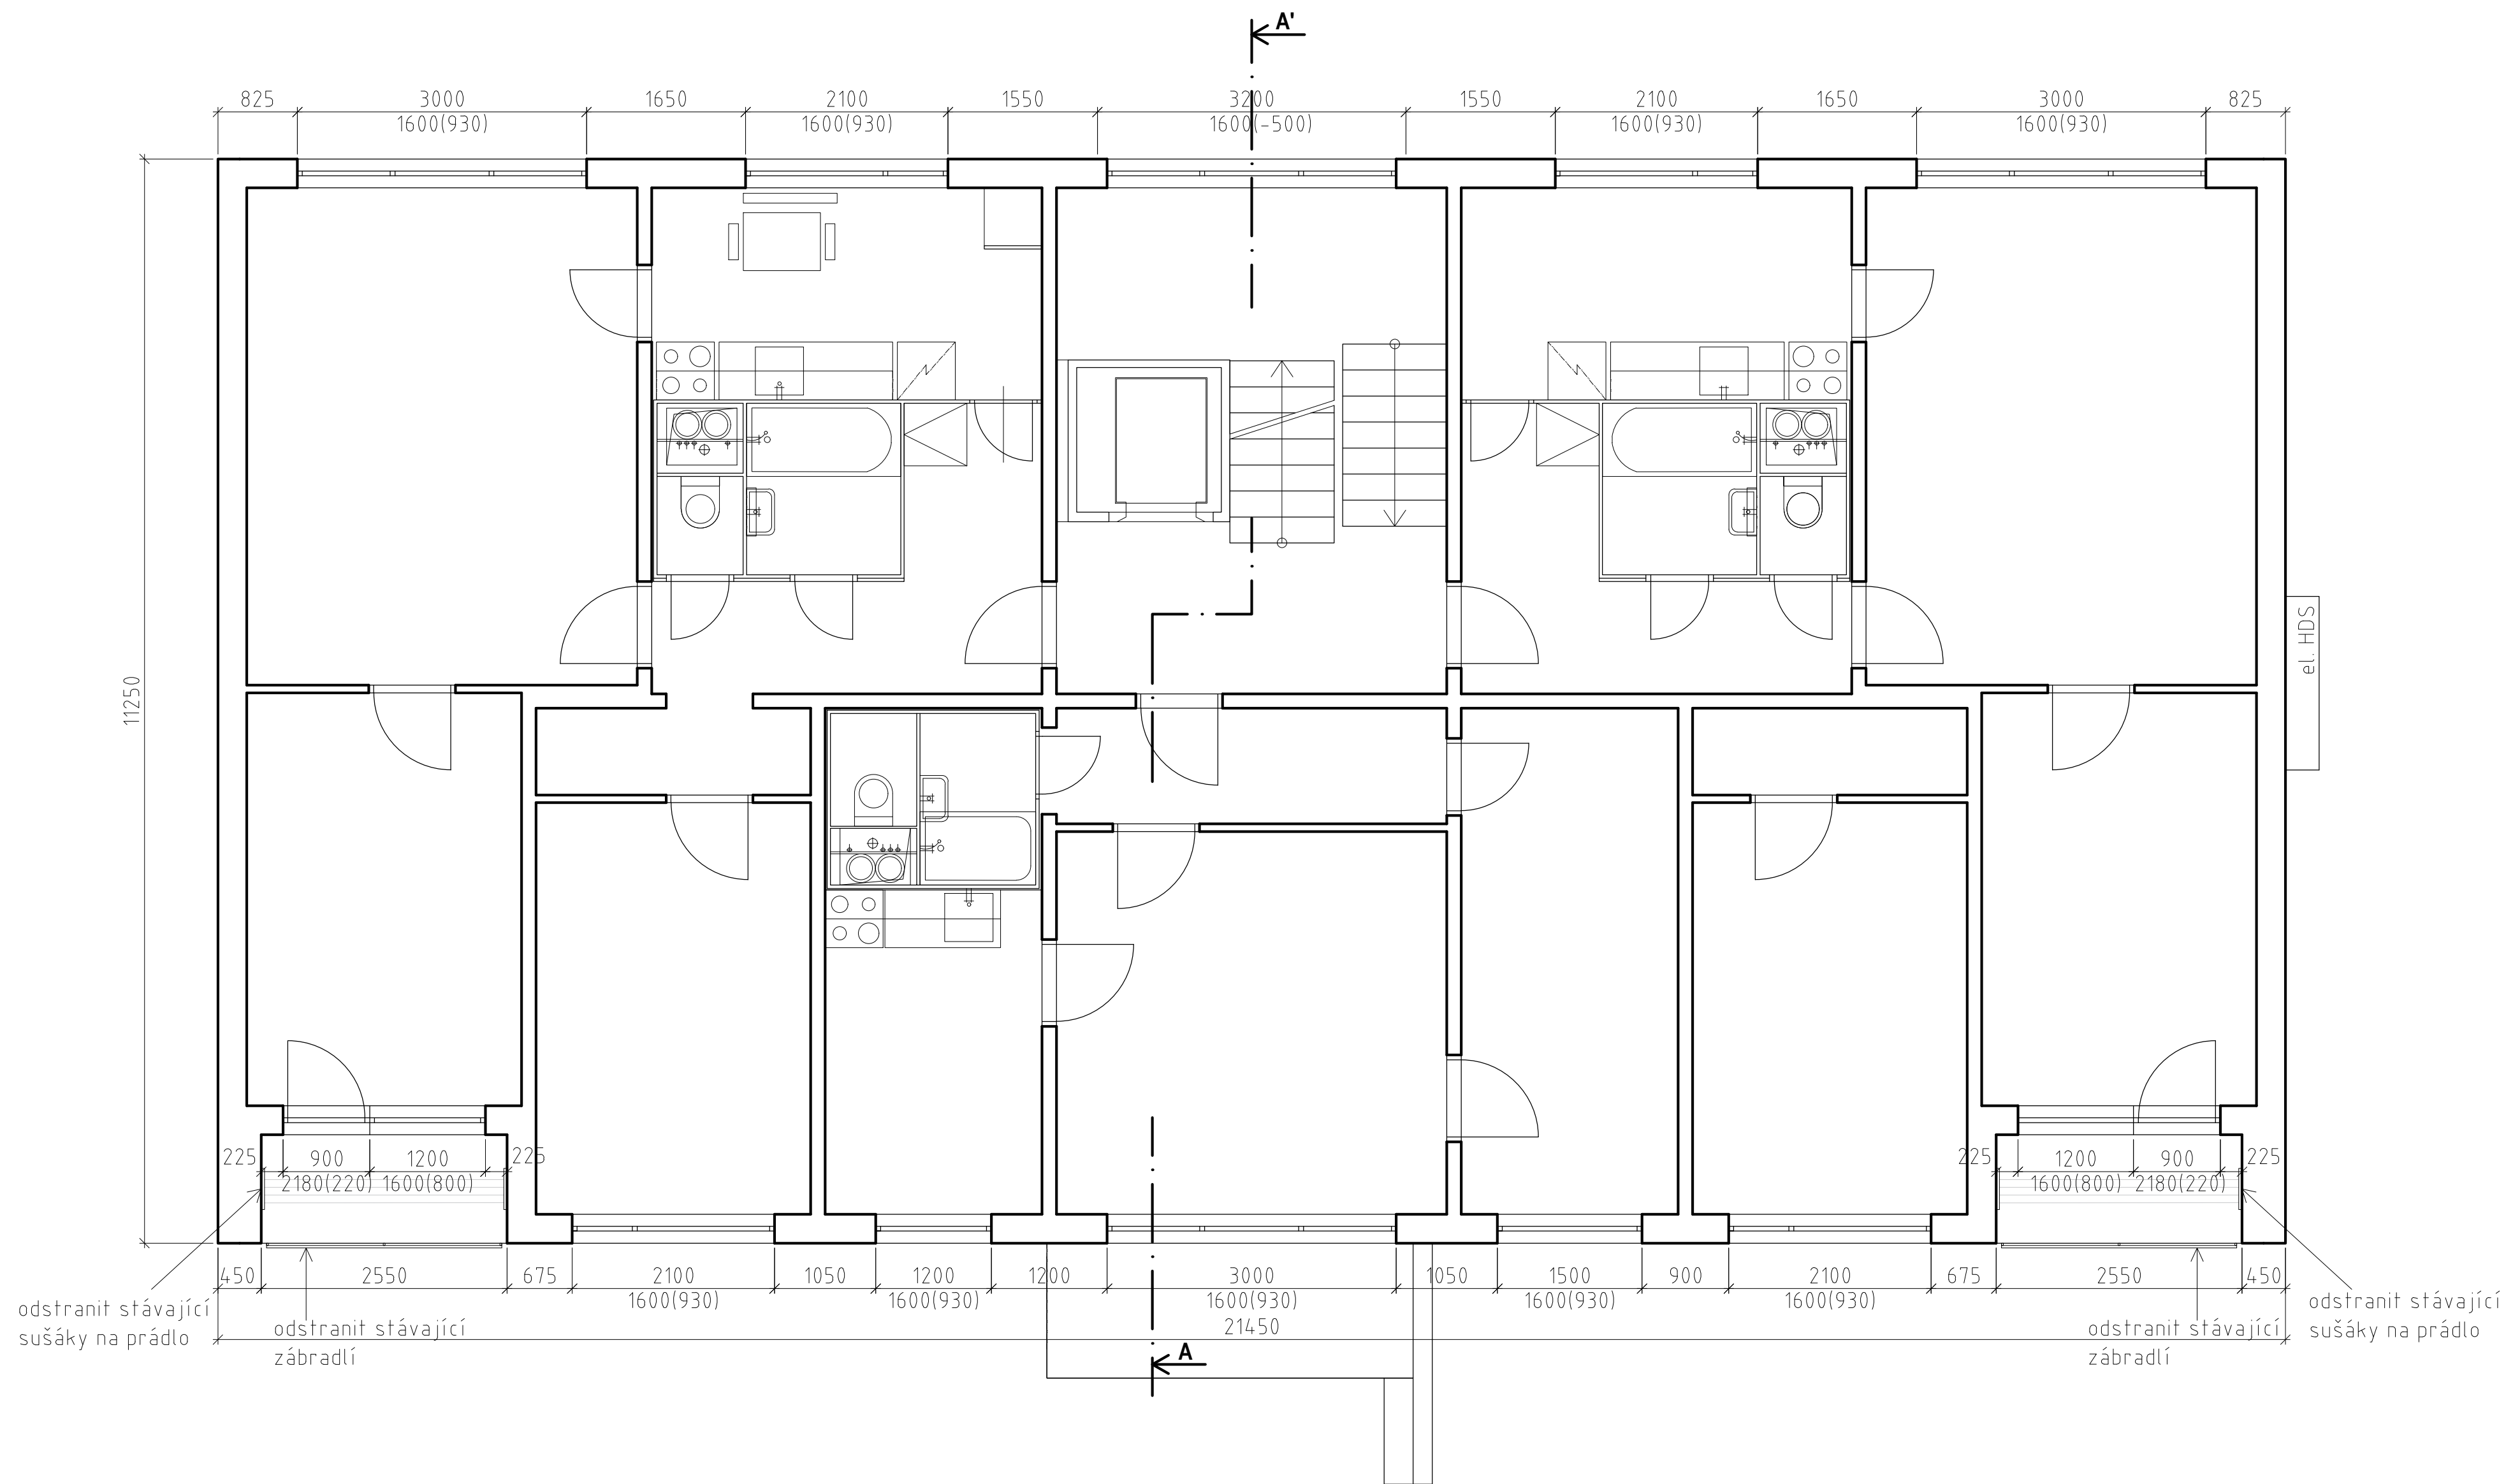 A'
825 3000 1650 2100 1550 3200 1550 2100 1650 3000 825
1600(930) 1600(930) 1600(-500) 1600(930) 1600(930)
el. HDS
11250
225 900 1200 225 225 1200 900 225
2180(220) 1600(800) 1600(800) 2180(220)
450 2550 675 2100 1050 1200 1200 3000 1050 1500 900 2100 675 2550 450
1600(930) 1600(930) 1600(930) 1600(930) 1600(930)
odstranit stávající
sušáky na prádlo
odstranit stávající
zábradlí
21450
odstranit stávající
zábradlí
odstranit stávající
sušáky na prádlo
A